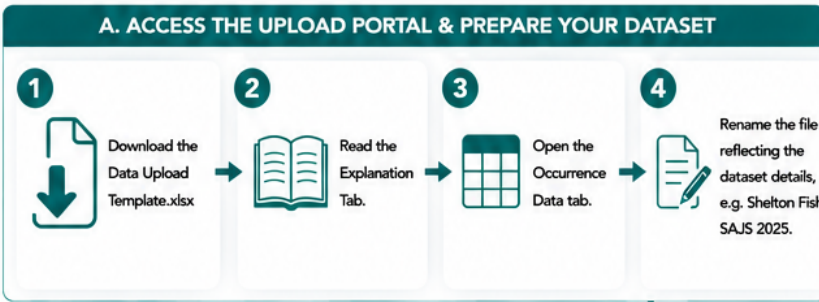 A. ACCESS THE UPLOAD PORTAL & PREPARE YOUR DATASET
1
Download the
Data Upload
Template.xlsx
2
Read the
Explanation
Tab.
3
Open the
Occurrence
Data tab.
4
Rename the file
reflecting the
dataset details,
e.g. Shelton Fish
SAJS 2025.